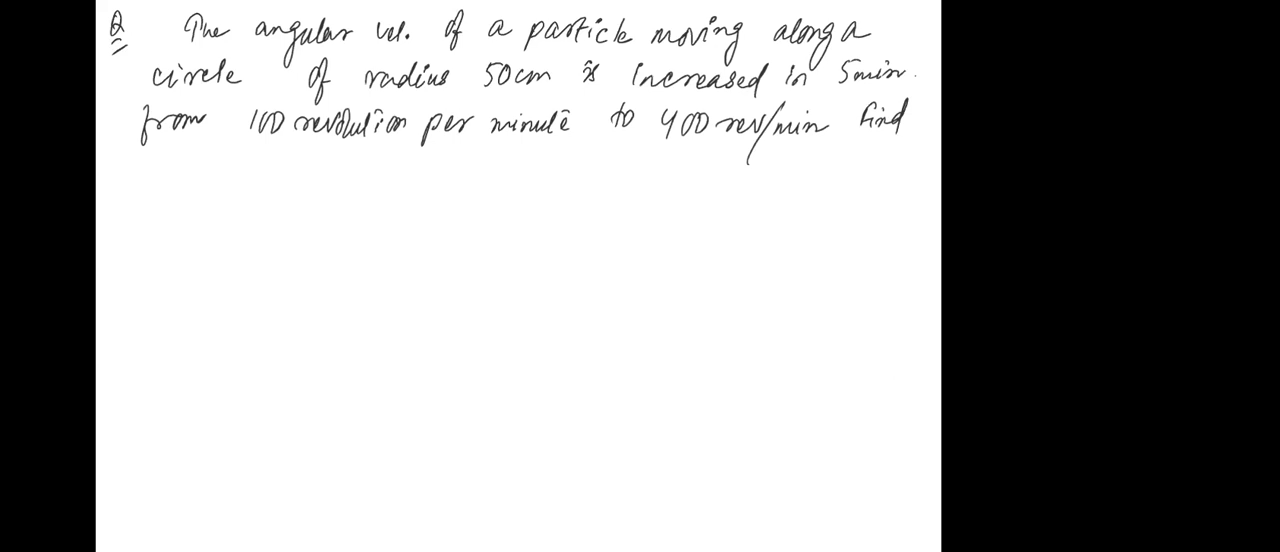 Q The angular vel. of a particle moving along a
circle of radius 50cm is increased in 5min.
from 100 revolution per minute to 400 rev/min find